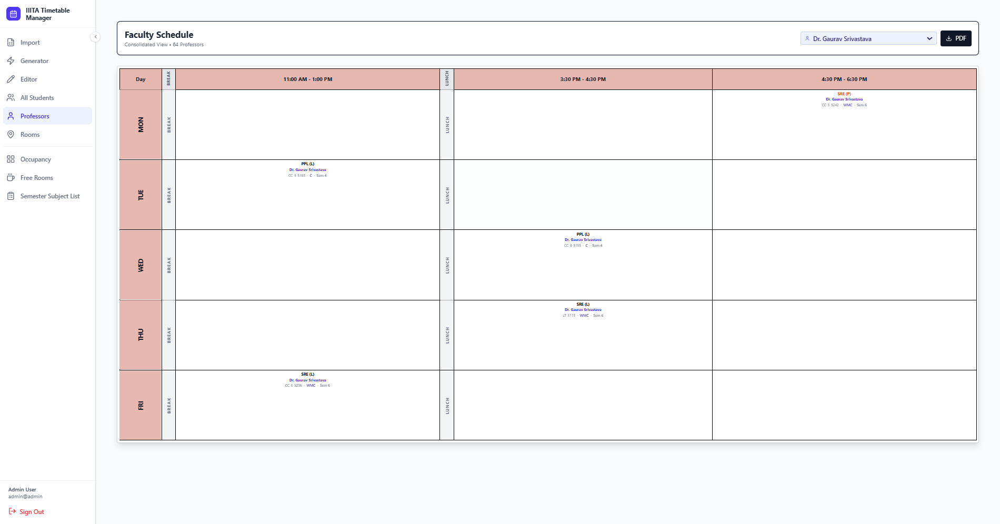 IIITA Timetable
Manager
Import
Generator
Editor
All Students
Professors
Rooms
Occupancy
Free Rooms
Semester Subject List
Admin User
admin@admin
Sign Out
Faculty Schedule
Consolidated View • 64 Professors
Dr. Gaurav Srivastava
PDF
Day
BREAK
11:00 AM - 1:00 PM
LUNCH
3:30 PM - 4:30 PM
4:30 PM - 6:30 PM
MON
BREAK
LUNCH
SRE (P)
Dr. Gaurav Srivastava
CC-3-5242 - WMC - Sem 6
TUE
BREAK
PPL (L)
Dr. Gaurav Srivastava
CC-3-5155 - C - Sem 4
LUNCH
WED
BREAK
LUNCH
PPL (L)
Dr. Gaurav Srivastava
CC-3-5155 - C - Sem 4
THU
BREAK
LUNCH
SRE (L)
Dr. Gaurav Srivastava
LT-3113 - WMC - Sem 6
FRI
BREAK
SRE (L)
Dr. Gaurav Srivastava
CC-3-5206 - WMC - Sem 6
LUNCH